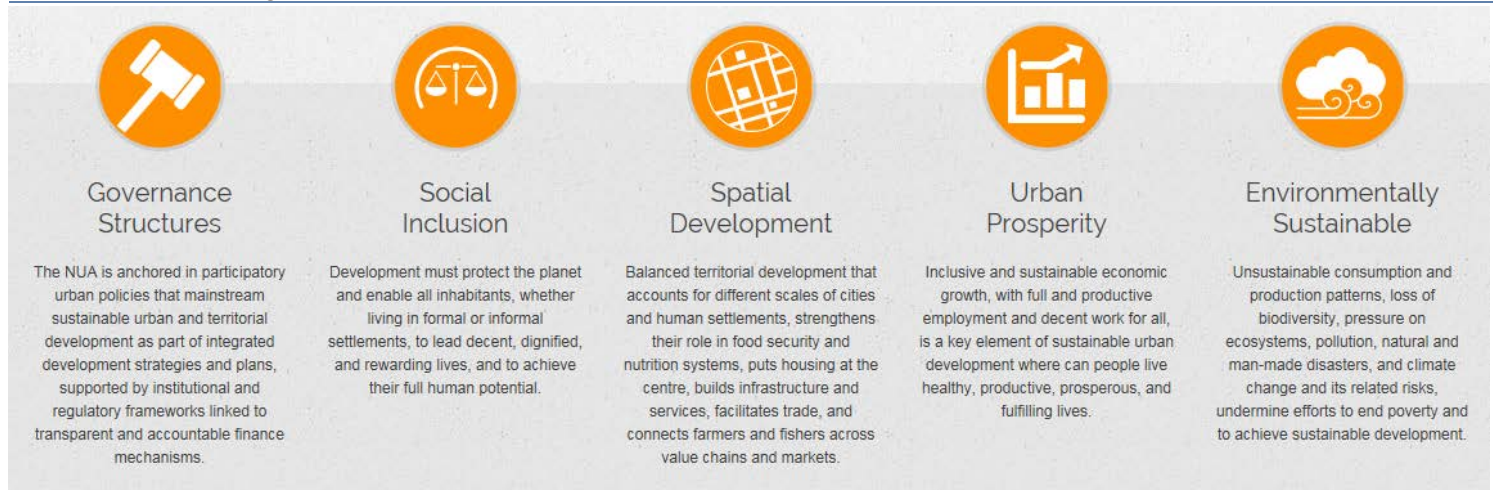 Governance
Structures
The NUA is anchored in participatory
urban policies that mainstream
sustainable urban and territorial
development as part of integrated
development strategies and plans,
supported by institutional and
regulatory frameworks linked to
transparent and accountable finance
mechanisms.
Social
Inclusion
Development must protect the planet
and enable all inhabitants, whether
living in formal or informal
settlements, to lead decent, dignified,
and rewarding lives, and to achieve
their full human potential.
Spatial
Development
Balanced territorial development that
accounts for different scales of cities
and human settlements, strengthens
their role in food security and
nutrition systems, puts housing at the
centre, builds infrastructure and
services, facilitates trade, and
connects farmers and fishers across
value chains and markets.
Urban
Prosperity
Inclusive and sustainable economic
growth, with full and productive
employment and decent work for all,
is a key element of sustainable urban
development where can people live
healthy, productive, prosperous, and
fulfilling lives.
Environmentally
Sustainable
Unsustainable consumption and
production patterns, loss of
biodiversity, pressure on
ecosystems, pollution, natural and
man-made disasters, and climate
change and its related risks,
undermine efforts to end poverty and
to achieve sustainable development.